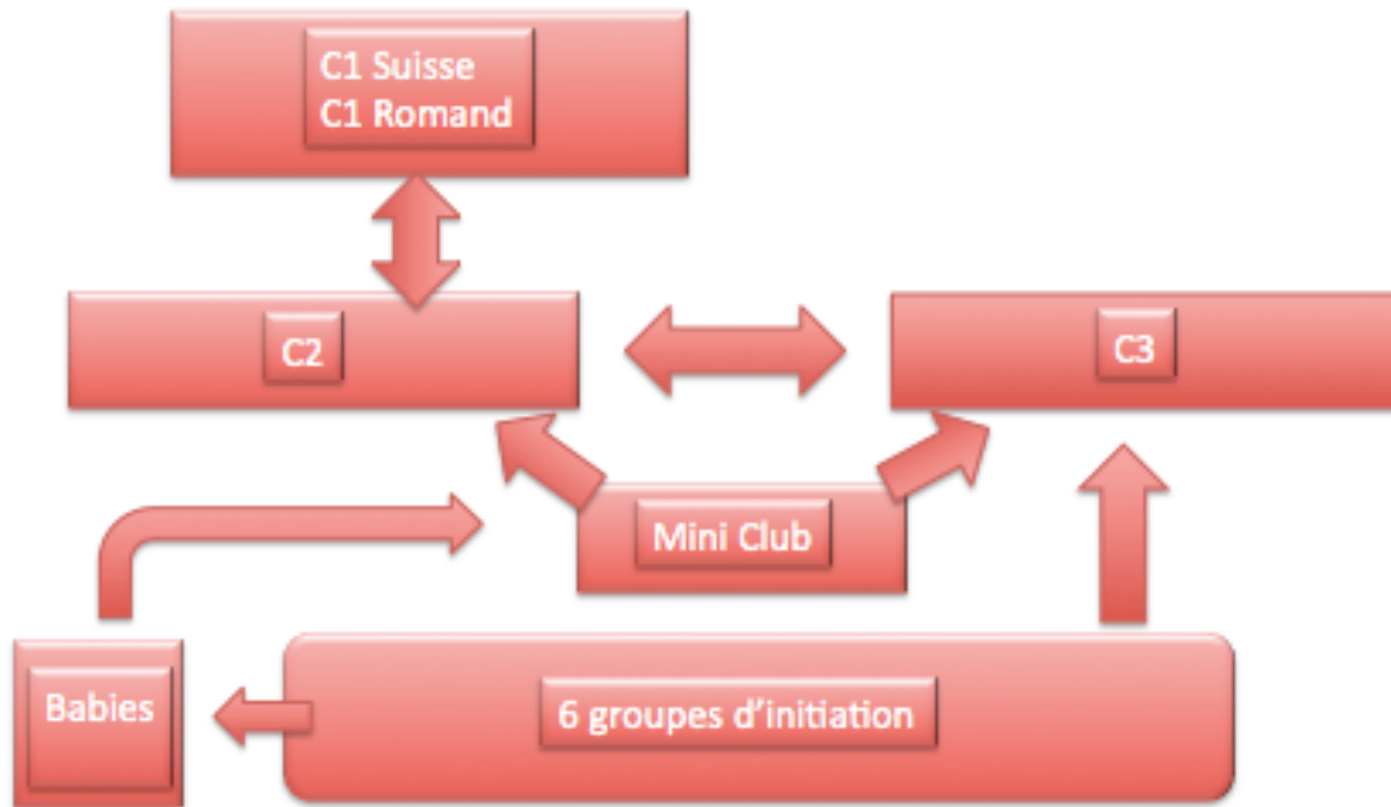 C1 Suisse
C1 Romand
C2
C3
Mini Club
Babies
6 groupes d’initiation